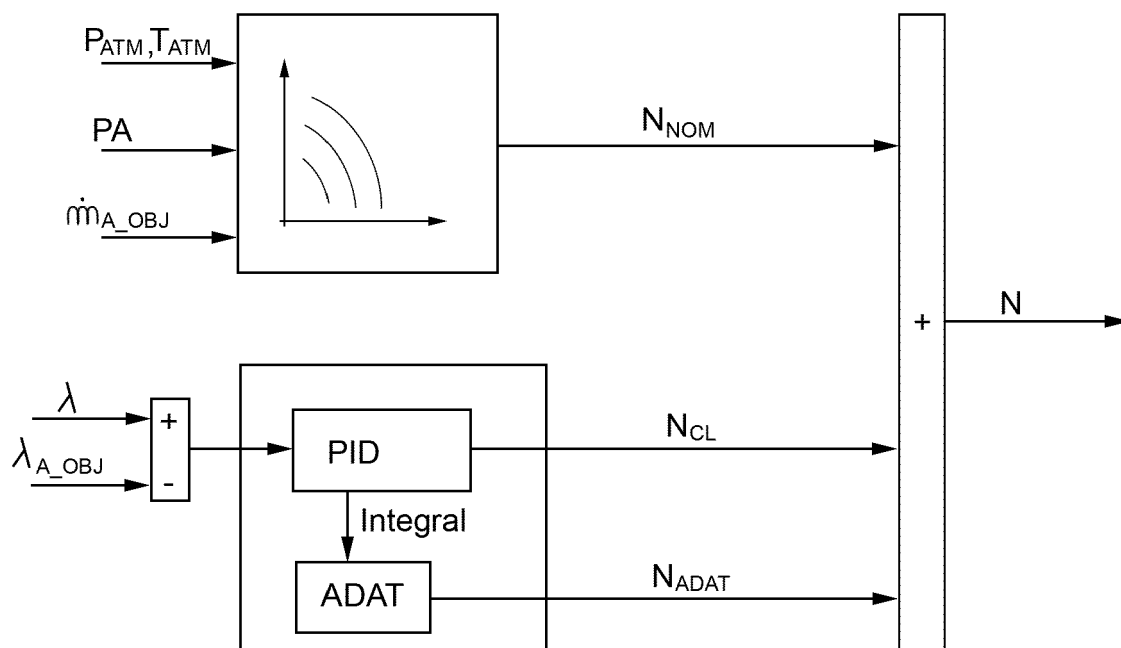 P_ATM,T_ATM
PA
ṁ_A_OBJ
N_NOM
+
N
λ
+
λ_A_OBJ
-
PID
N_CL
Integral
ADAT
N_ADAT